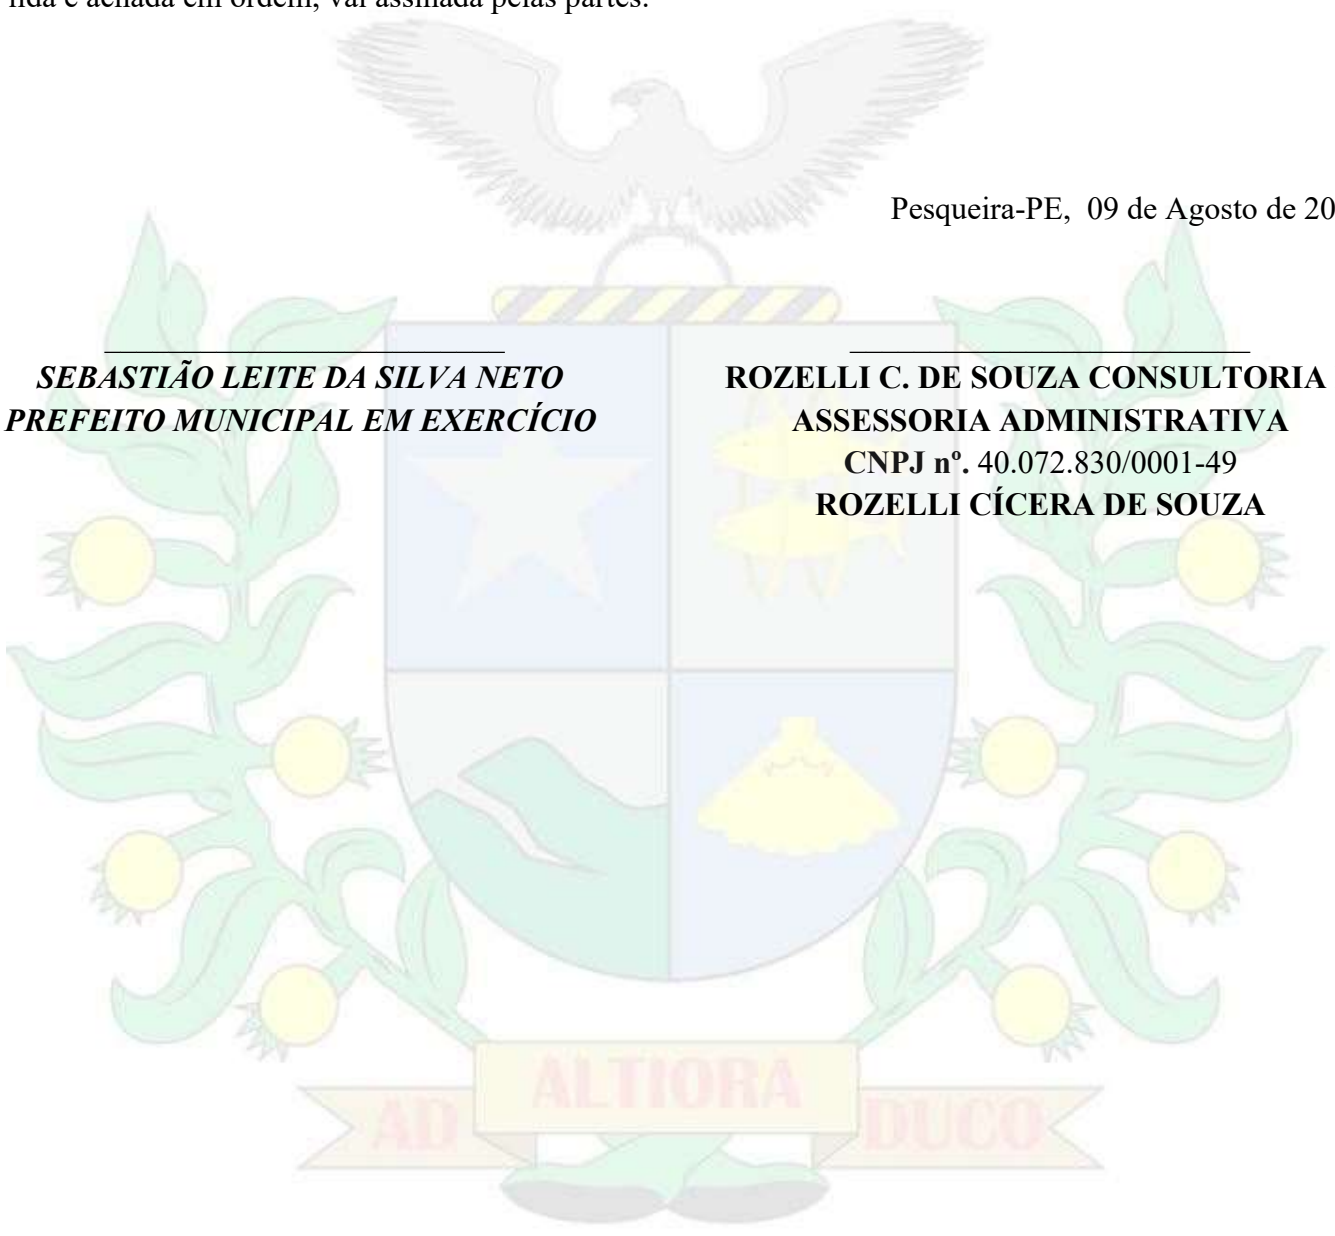 lida e achada em ordem, vai assinada pelas partes.
Pesqueira-PE, 09 de Agosto de 20
SEBASTIÃO LEITE DA SILVA NETO
PREFEITO MUNICIPAL EM EXERCÍCIO
ROZELLI C. DE SOUZA CONSULTORIA
ASSESSORIA ADMINISTRATIVA
CNPJ nº. 40.072.830/0001-49
ROZELLI CÍCERA DE SOUZA
AD ALTIORA DUCO